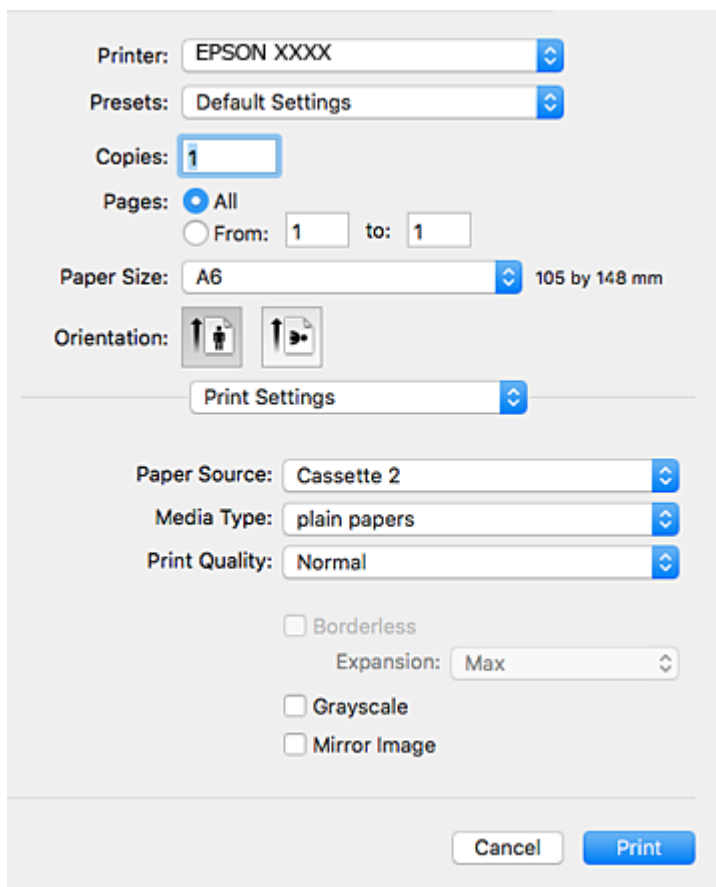 Printer: EPSON XXXX
Presets: Default Settings
Copies: 1
Pages: All
From: 1 to: 1
Paper Size: A6 105 by 148 mm
Orientation:
Print Settings
Paper Source: Cassette 2
Media Type: plain papers
Print Quality: Normal
Borderless
Expansion: Max
Grayscale
Mirror Image
Cancel Print